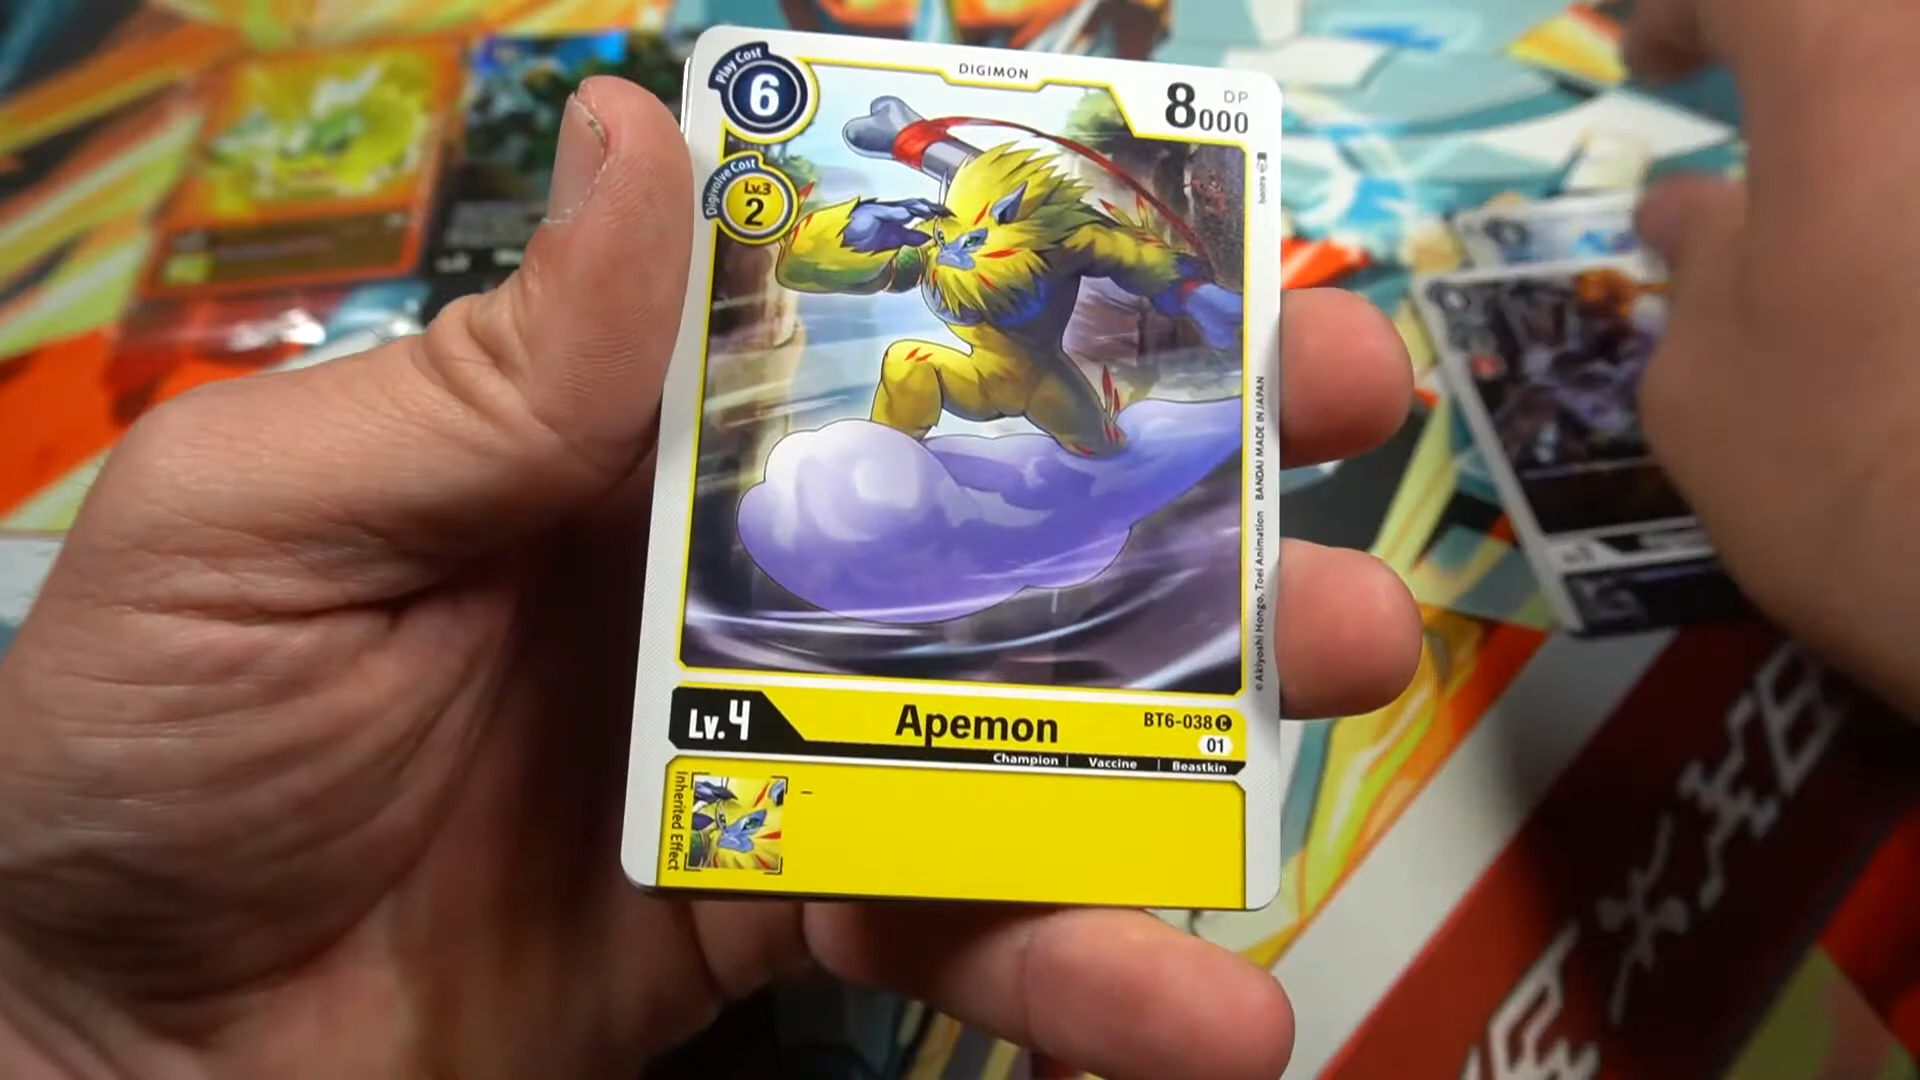 DIGIMON
Play Cost
6
DP
8000
Digivolve Cost
Lv.3
2
© Akiyoshi Hongo, Toei Animation BANDAI MADE IN JAPAN
Lv.4
Apemon
BT6-038 C
01
Champion | Vaccine | Beastkin
Inherited Effect
-